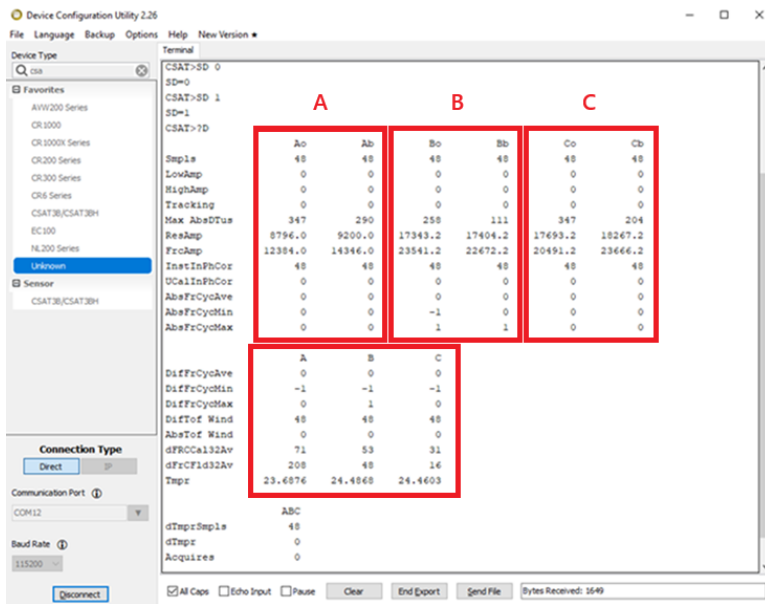 Device Configuration Utility 2.26
File Language Backup Options Help New Version ★
Device Type
csa
Favorites
AVW200 Series
CR1000
CR1000X Series
CR200 Series
CR300 Series
CR6 Series
CSAT3B/CSAT3BH
EC100
NL200 Series
Unknown
Sensor
CSAT3B/CSAT3BH
Connection Type
Direct IP
Communication Port
COM12
Baud Rate
115200
Disconnect
Terminal
CSAT>SD 0
SD=0
CSAT>SD 1
SD=1
CSAT>?D
A B C
Ao Ab Bo Bb Co Cb
Smpls 48 48 48 48 48 48
LowAmp 0 0 0 0 0 0
HighAmp 0 0 0 0 0 0
Tracking 0 0 0 0 0 0
Max AbsDTus 347 290 258 111 347 204
ResAmp 8796.0 9200.0 17343.2 17404.2 17693.2 18267.2
FrcAmp 12384.0 14346.0 23541.2 22672.2 20491.2 23666.2
InstInPhCor 48 48 48 48 48 48
UCalInPhCor 0 0 0 0 0 0
AbsFrCycAve 0 0 0 0 0 0
AbsFrCycMin 0 0 -1 0 0 0
AbsFrCycMax 0 0 1 1 0 0
A B C
DifFrCycAve 0 0 0
DifFrCycMin -1 -1 -1
DifFrCycMax 0 1 0
DifTof Wind 48 48 48
AbsTof Wind 0 0 0
dFRCCal32Av 71 53 31
dFrCFld32Av 208 48 16
Tmpr 23.6876 24.4868 24.4603
ABC
dTmprSmpls 48
dTmpr 0
Acquires 0
All Caps Echo Input Pause Clear End Export Send File Bytes Received: 1649